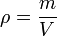 ρ = m/V